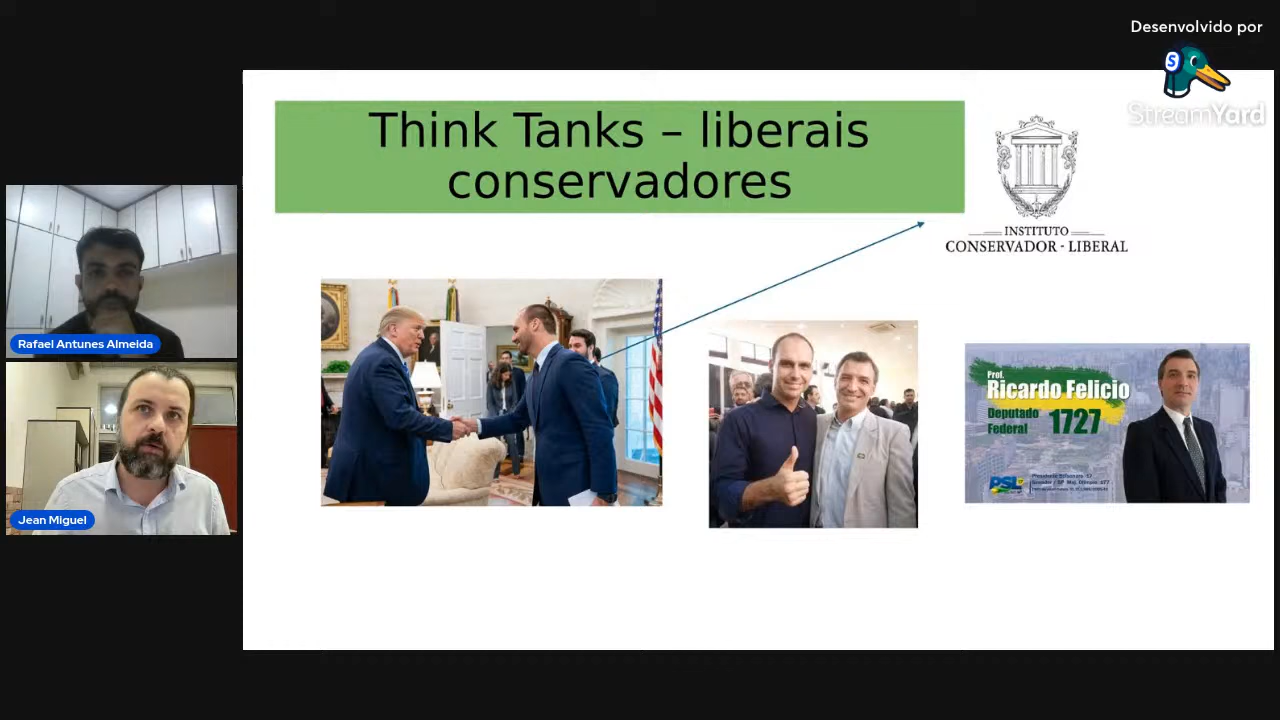 Desenvolvido por
StreamYard
Think Tanks – liberais
conservadores
INSTITUTO
CONSERVADOR - LIBERAL
Prof.
Ricardo Felicio
Deputado
Federal 1727
PSL
Rafael Antunes Almeida
Jean Miguel